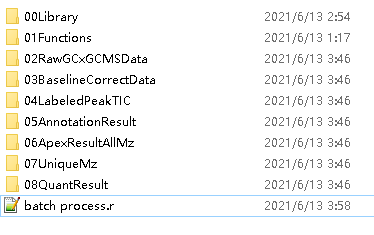 00Library 2021/6/13 2:54
01Functions 2021/6/13 1:17
02RawGCxGCMSData 2021/6/13 3:46
03BaselineCorrectData 2021/6/13 3:46
04LabeledPeakTIC 2021/6/13 3:46
05AnnotationResult 2021/6/13 3:46
06ApexResultAllMz 2021/6/13 3:46
07UniqueMz 2021/6/13 3:46
08QuantResult 2021/6/13 3:46
batch process.r 2021/6/13 3:58